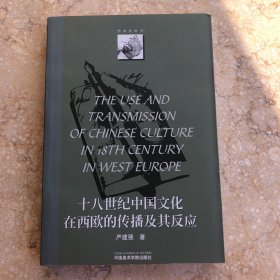 THE USE AND
TRANSMISSION
OF CHINESE CULTURE
IN 18TH CENTURY
IN WEST EUROPE
十八世纪中国文化
在西欧的传播及其反应
严建强 著
中国美术学院出版社